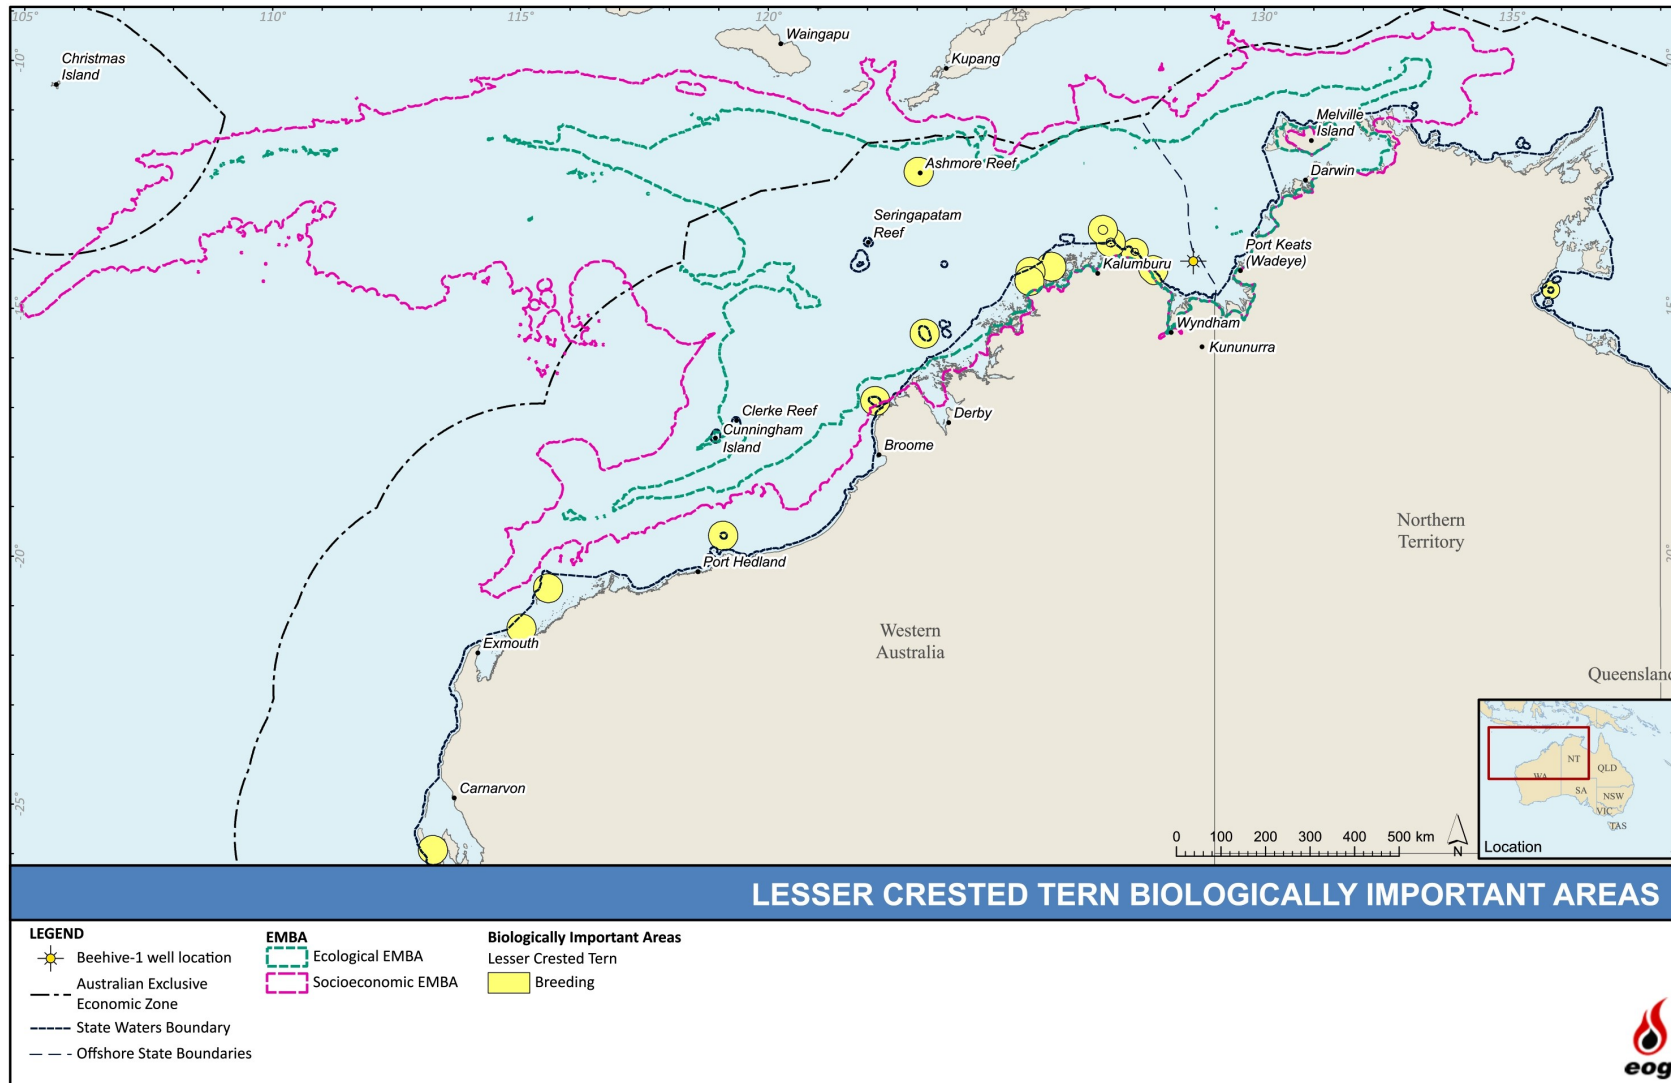 105°
110°
115°
120°
125°
130°
135°
-10°
-15°
-20°
-25°
15°
20°
Christmas
Island
Waingapu
Kupang
Melville
Island
Ashmore Reef
Darwin
Seringapatam
Reef
Kalumburu
Port Keats
(Wadeye)
Wyndham
Kununurra
Clerke Reef
Cunningham
Island
Derby
Broome
Northern
Territory
Port Hedland
Exmouth
Western
Australia
Queensland
Carnarvon
0 100 200 300 400 500 km
N
NT
QLD
WA
SA
NSW
VIC
TAS
Location
LESSER CRESTED TERN BIOLOGICALLY IMPORTANT AREAS
LEGEND
Beehive-1 well location
Australian Exclusive
Economic Zone
State Waters Boundary
Offshore State Boundaries
EMBA
Ecological EMBA
Socioeconomic EMBA
Biologically Important Areas
Lesser Crested Tern
Breeding
eog